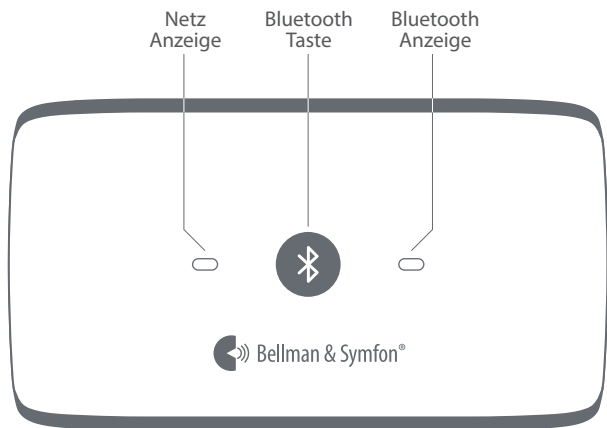 Netz
Anzeige
Bluetooth
Taste
Bluetooth
Anzeige
Bellman & Symfon®